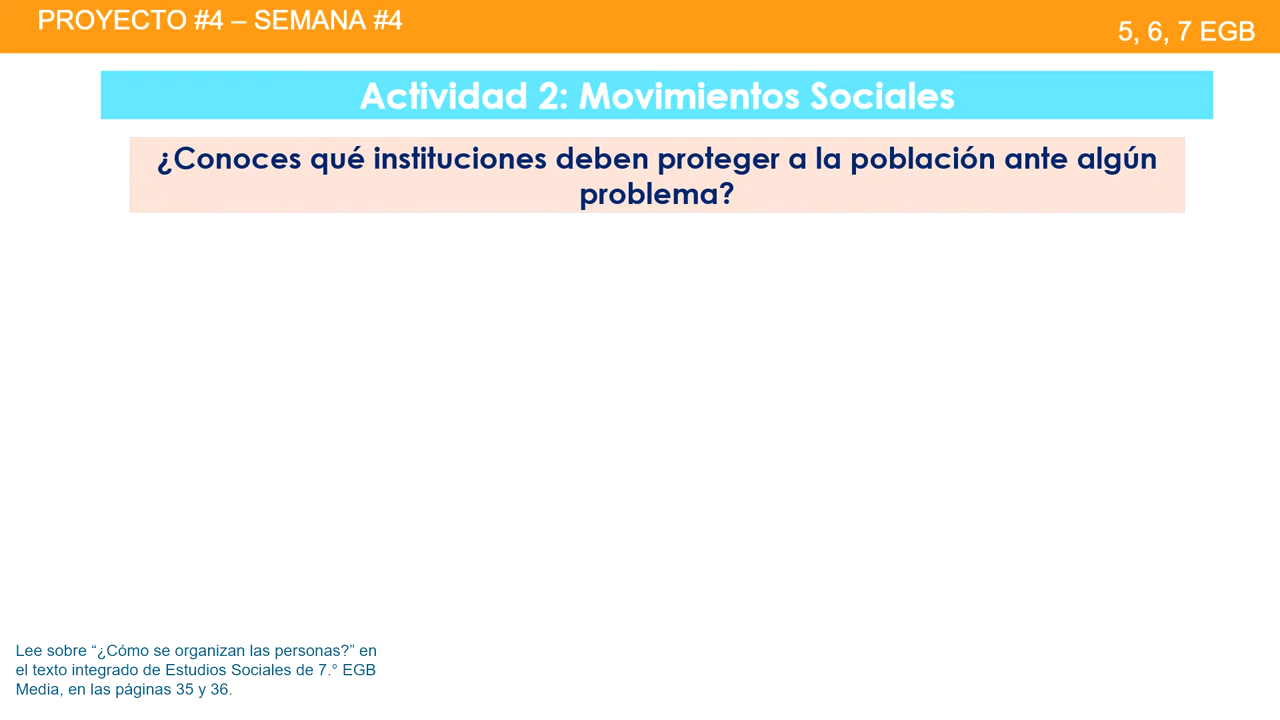 PROYECTO #4 – SEMANA #4
5, 6, 7 EGB
Actividad 2: Movimientos Sociales
¿Conoces qué instituciones deben proteger a la población ante algún
problema?
Lee sobre “¿Cómo se organizan las personas?” en
el texto integrado de Estudios Sociales de 7.° EGB
Media, en las páginas 35 y 36.